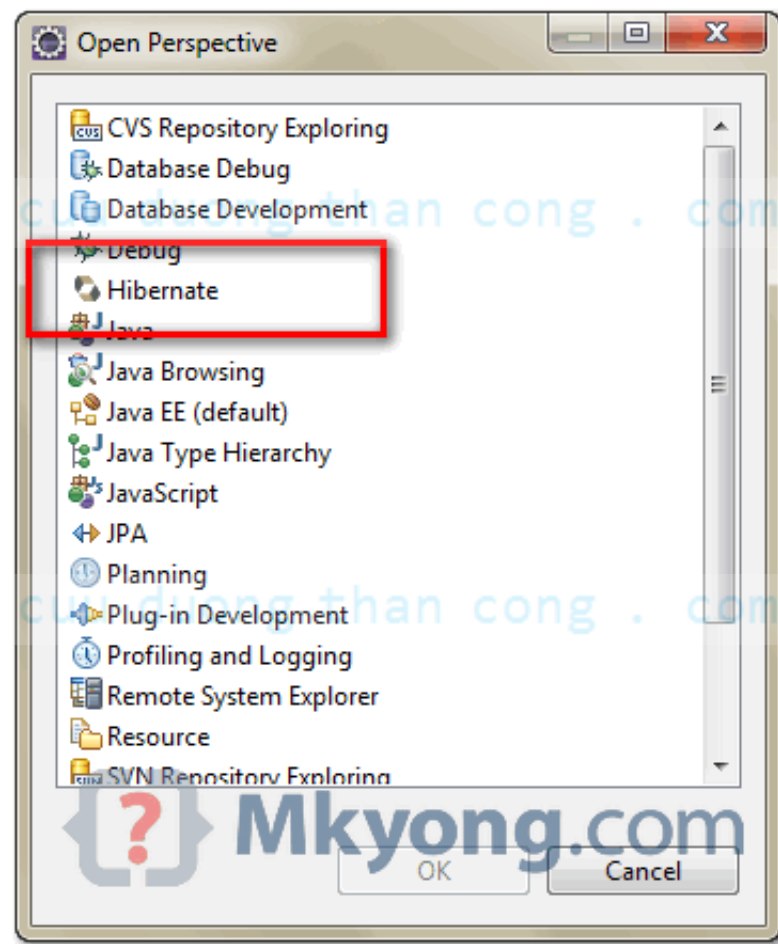 Open Perspective
CVS Repository Exploring
Database Debug
Database Development
cuu duong than cong . com
Debug
Hibernate
Java
Java Browsing
Java EE (default)
Java Type Hierarchy
JavaScript
JPA
Planning
Plug-in Development
cuu duong than cong . com
Profiling and Logging
Remote System Explorer
Resource
SVN Repository Exploring
{?} Mkyong.com
OK
Cancel